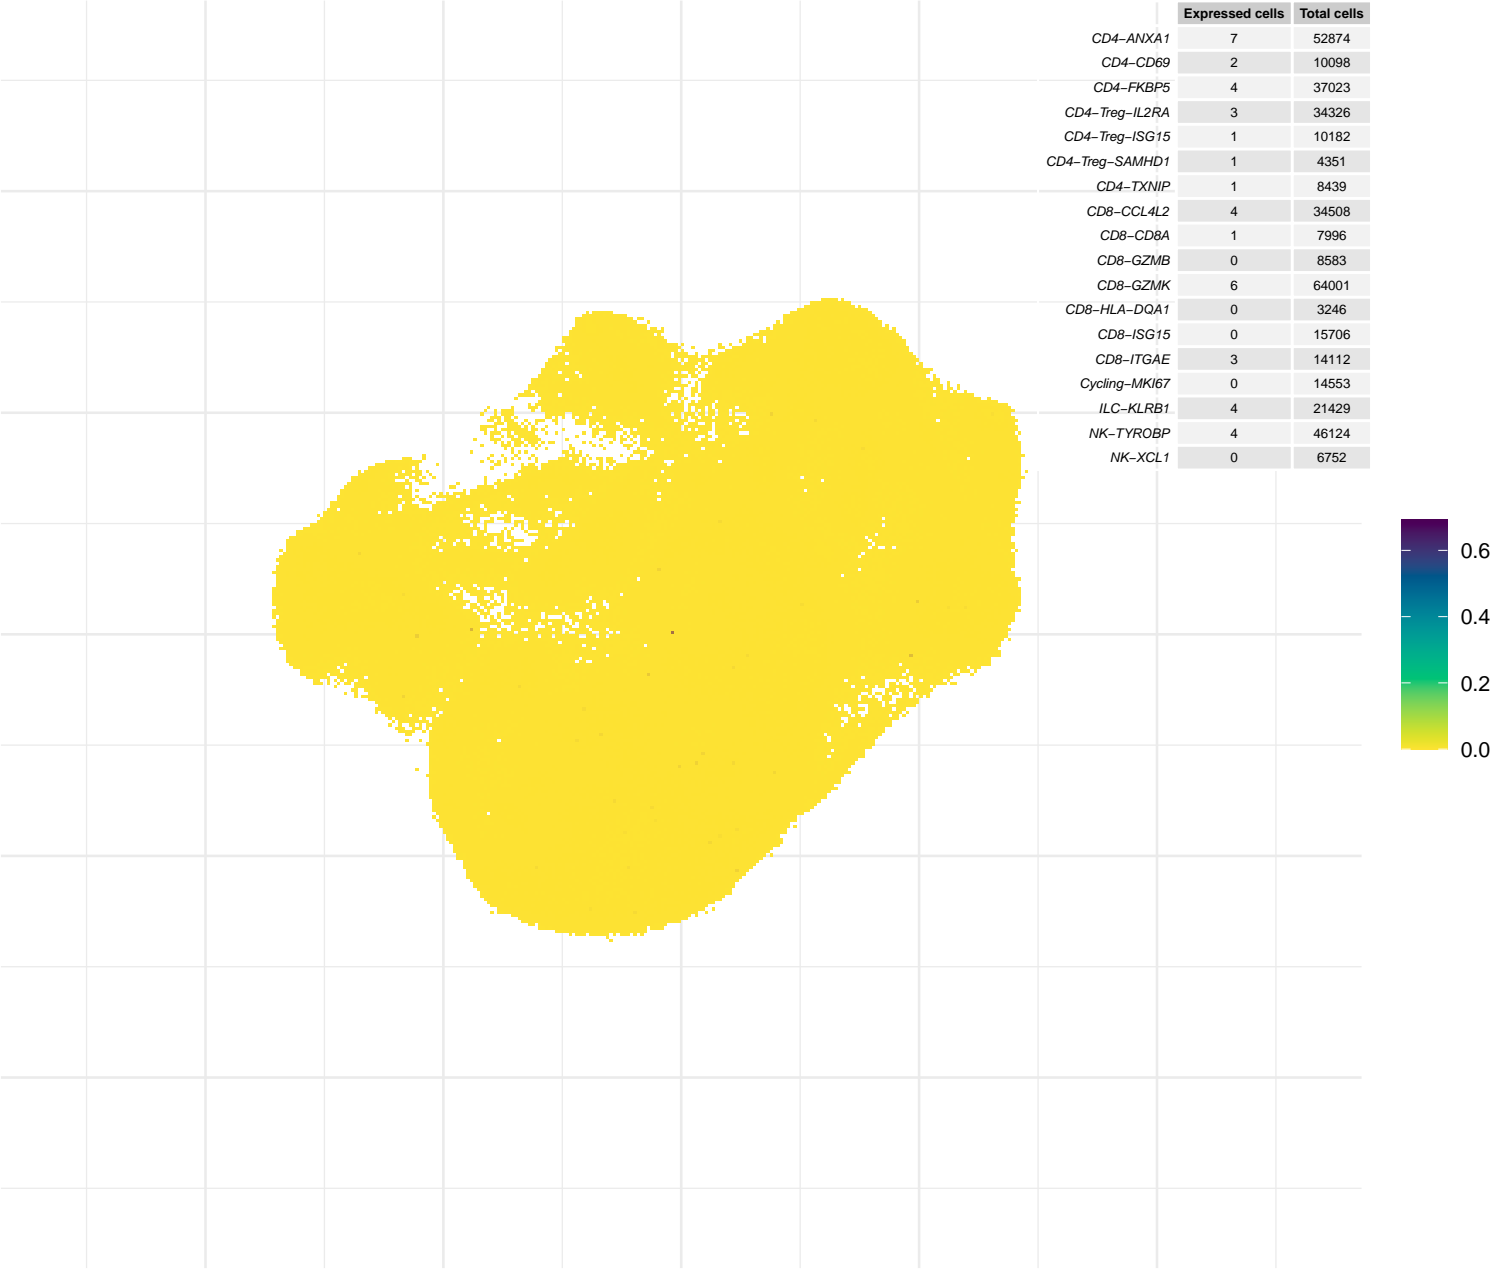 Expressed cells Total cells
CD4−ANXA1 7 52874
CD4−CD69 2 10098
CD4−FKBP5 4 37023
CD4−Treg−IL2RA 3 34326
CD4−Treg−ISG15 1 10182
CD4−Treg−SAMHD1 1 4351
CD4−TXNIP 1 8439
CD8−CCL4L2 4 34508
CD8−CD8A 1 7996
CD8−GZMB 0 8583
CD8−GZMK 6 64001
CD8−HLA−DQA1 0 3246
CD8−ISG15 0 15706
CD8−ITGAE 3 14112
Cycling−MKI67 0 14553
ILC−KLRB1 4 21429
NK−TYROBP 4 46124
NK−XCL1 0 6752
0.6
0.4
0.2
0.0